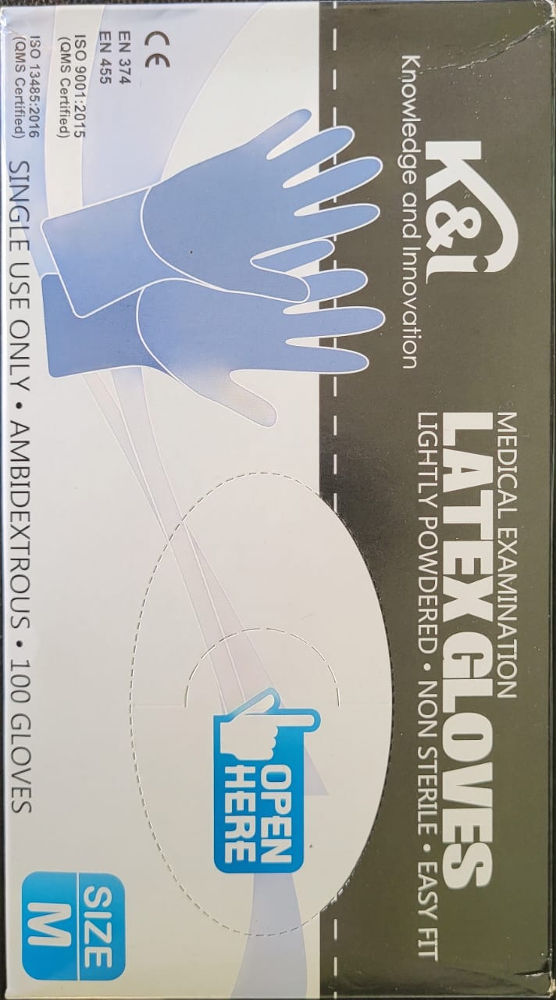 K&i
Knowledge and Innovation
MEDICAL EXAMINATION
LATEX GLOVES
LIGHTLY POWDERED • NON STERILE • EASY FIT
CE
EN 374
EN 455
ISO 9001:2015
(QMS Certified)
ISO 13485:2016
(QMS Certified)
OPEN
HERE
SINGLE USE ONLY • AMBIDEXTROUS • 100 GLOVES
SIZE
M